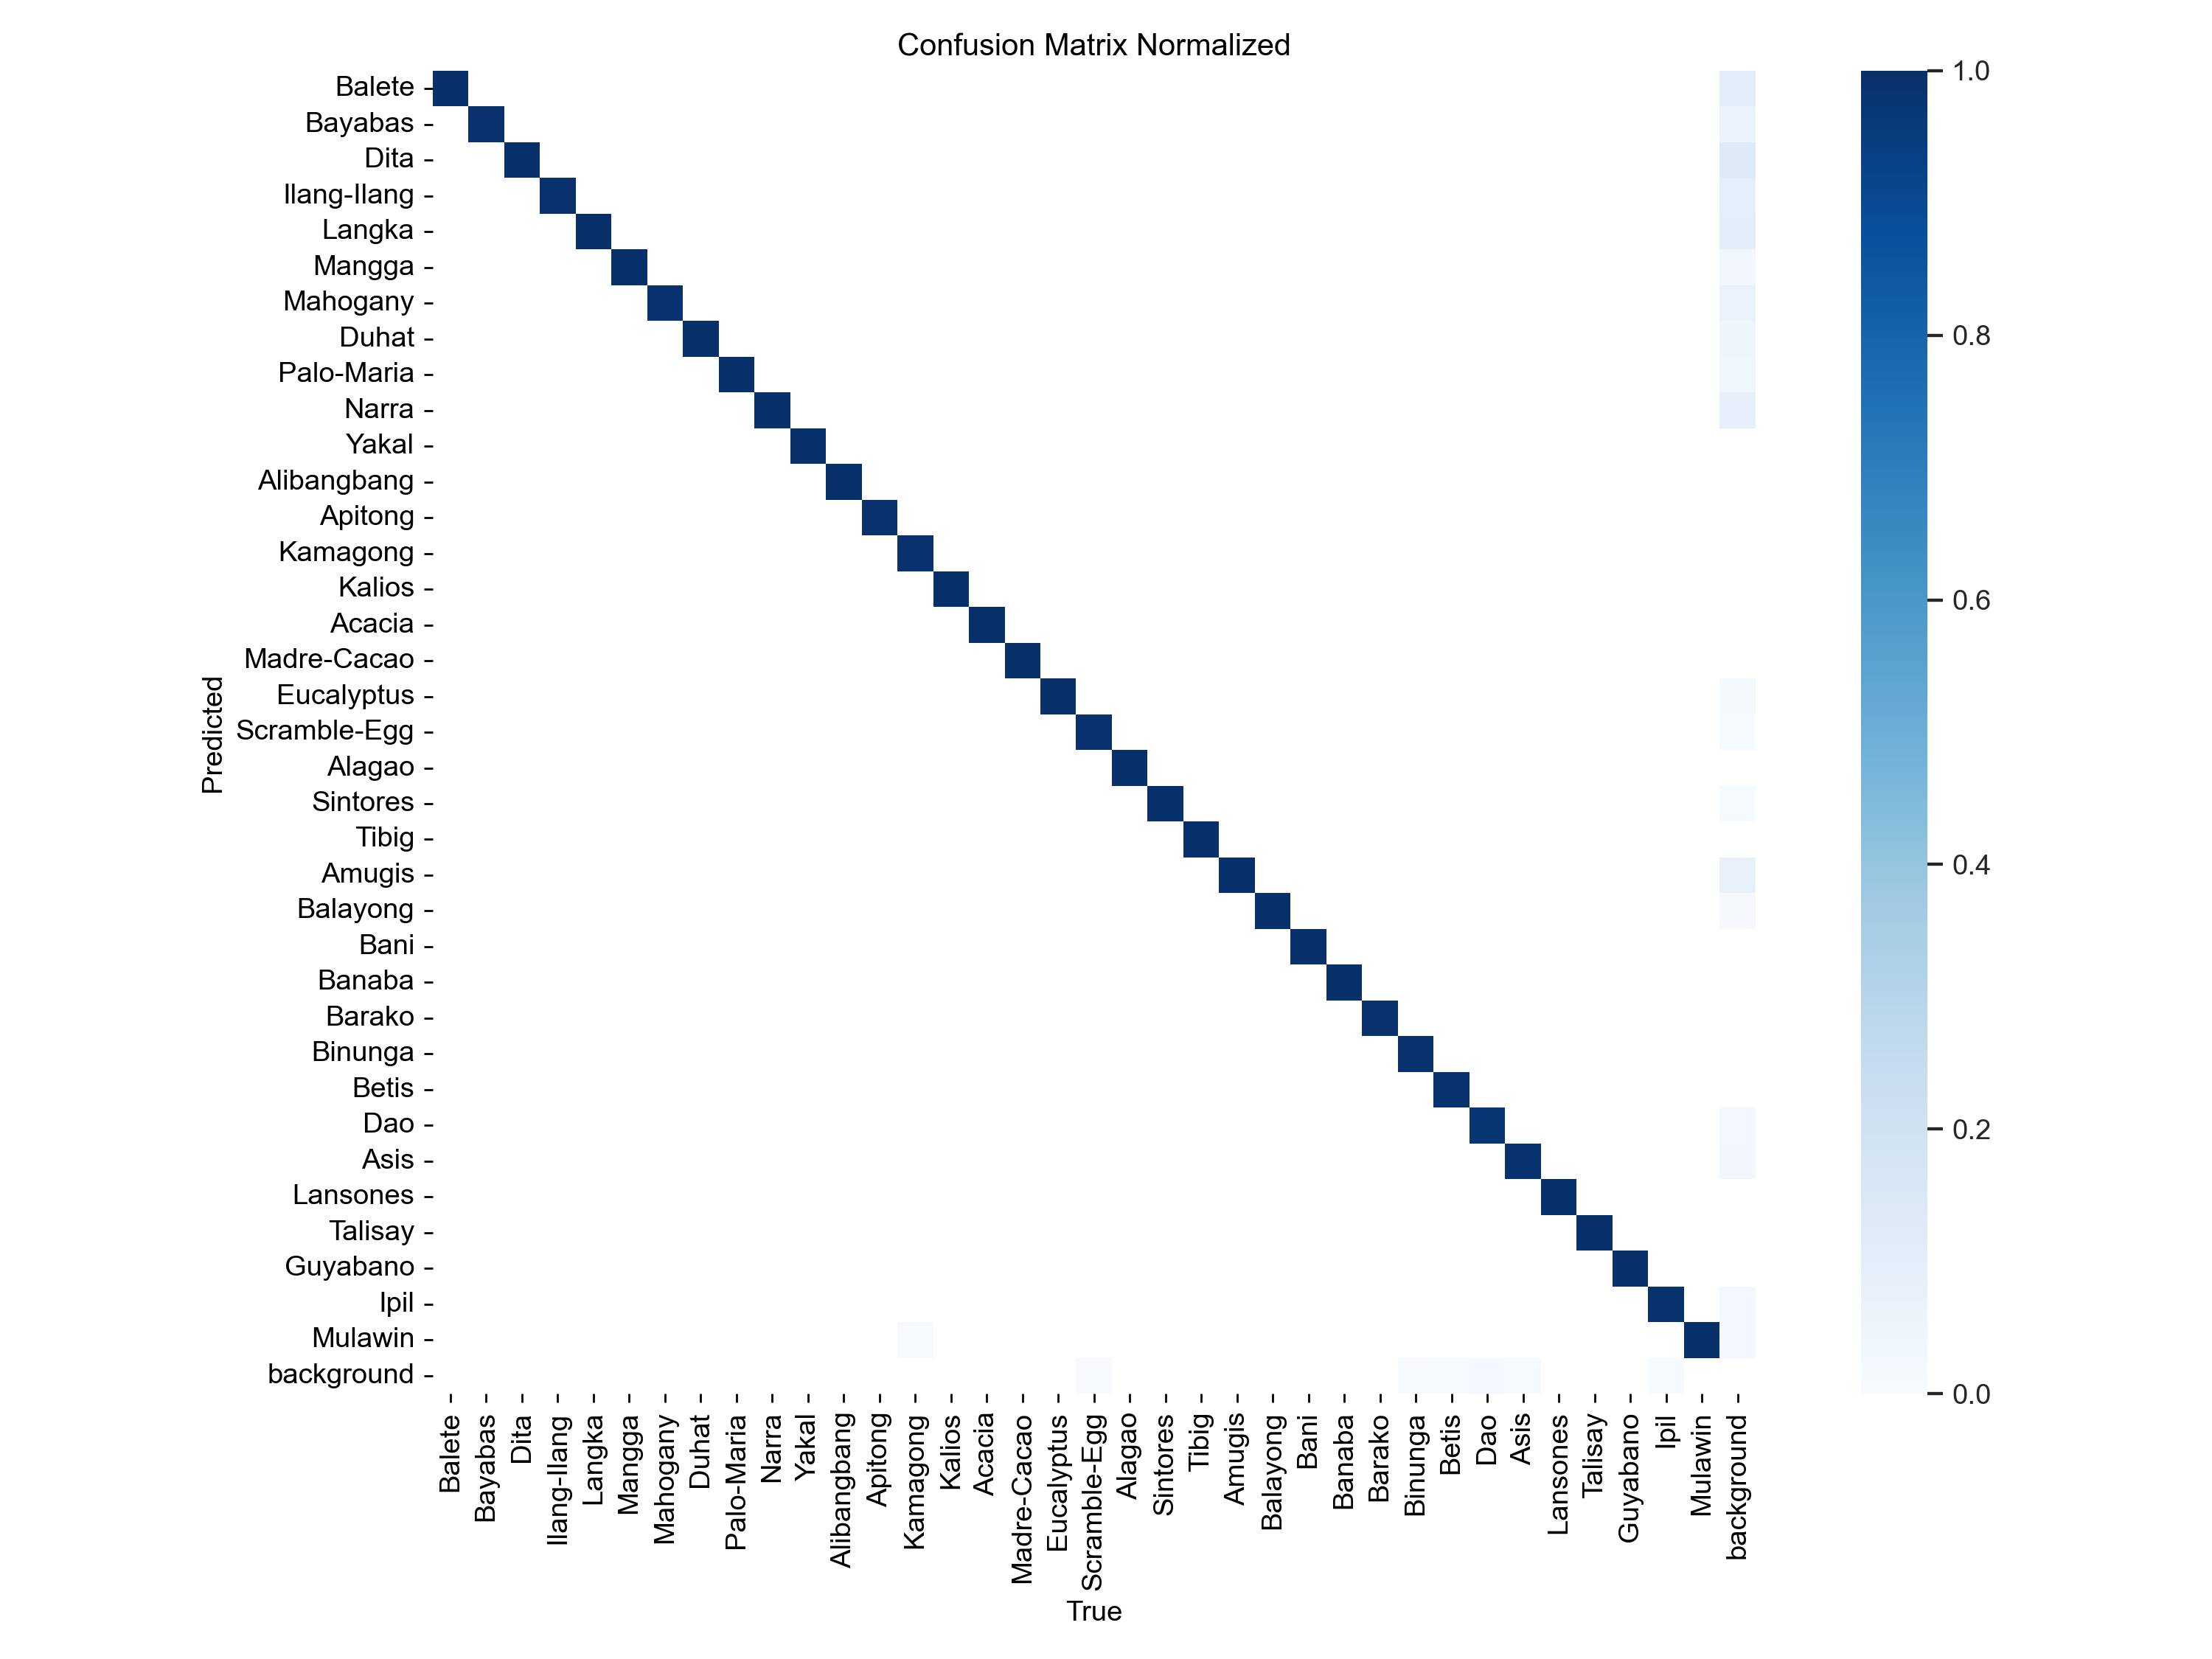 Confusion Matrix Normalized
Balete
Bayabas
Dita
Ilang-Ilang
Langka
Mangga
Mahogany
Duhat
Palo-Maria
Narra
Yakal
Alibangbang
Apitong
Kamagong
Kalios
Acacia
Madre-Cacao
Eucalyptus
Scramble-Egg
Alagao
Sintores
Tibig
Amugis
Balayong
Bani
Banaba
Barako
Binunga
Betis
Dao
Asis
Lansones
Talisay
Guyabano
Ipil
Mulawin
background
Predicted
Balete
Bayabas
Dita
Ilang-Ilang
Langka
Mangga
Mahogany
Duhat
Palo-Maria
Narra
Yakal
Alibangbang
Apitong
Kamagong
Kalios
Acacia
Madre-Cacao
Eucalyptus
Scramble-Egg
Alagao
Sintores
Tibig
Amugis
Balayong
Bani
Banaba
Barako
Binunga
Betis
Dao
Asis
Lansones
Talisay
Guyabano
Ipil
Mulawin
background
True
1.0
0.8
0.6
0.4
0.2
0.0